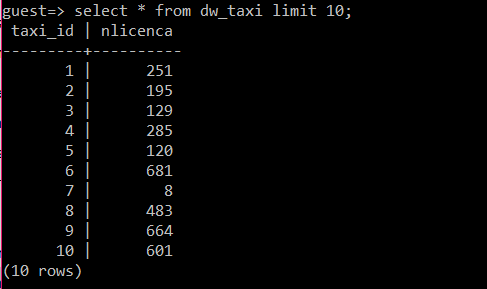 guest=> select * from dw_taxi limit 10;
 taxi_id | nlicenca
---------+----------
       1 |      251
       2 |      195
       3 |      129
       4 |      285
       5 |      120
       6 |      681
       7 |        8
       8 |      483
       9 |      664
      10 |      601
(10 rows)